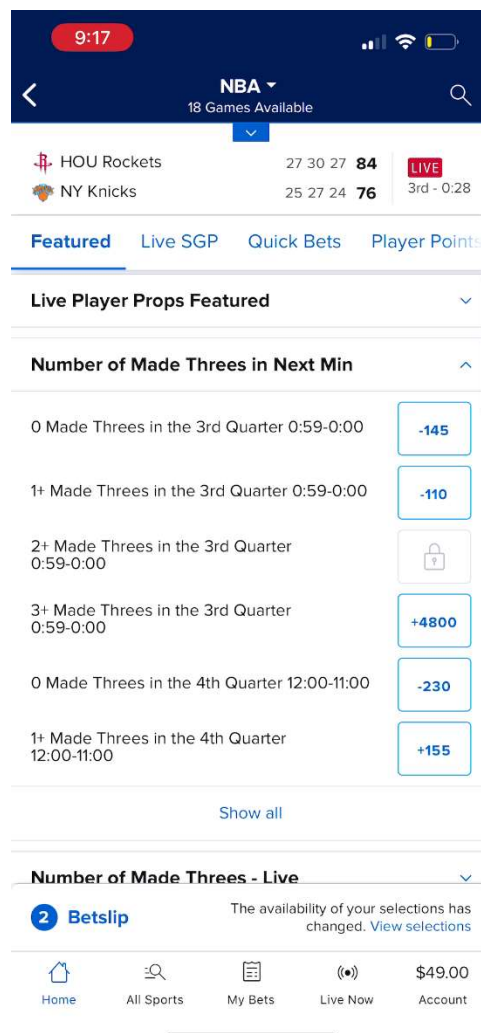 9:17
NBA
18 Games Available
HOU Rockets 27 30 27 84 LIVE
NY Knicks 25 27 24 76 3rd - 0:28
Featured Live SGP Quick Bets Player Points
Live Player Props Featured
Number of Made Threes in Next Min
0 Made Threes in the 3rd Quarter 0:59-0:00 -145
1+ Made Threes in the 3rd Quarter 0:59-0:00 -110
2+ Made Threes in the 3rd Quarter
0:59-0:00
3+ Made Threes in the 3rd Quarter
0:59-0:00 +4800
0 Made Threes in the 4th Quarter 12:00-11:00 -230
1+ Made Threes in the 4th Quarter
12:00-11:00 +155
Show all
Number of Made Threes - Live
2 Betslip
The availability of your selections has
changed. View selections
Home All Sports My Bets Live Now $49.00
Account